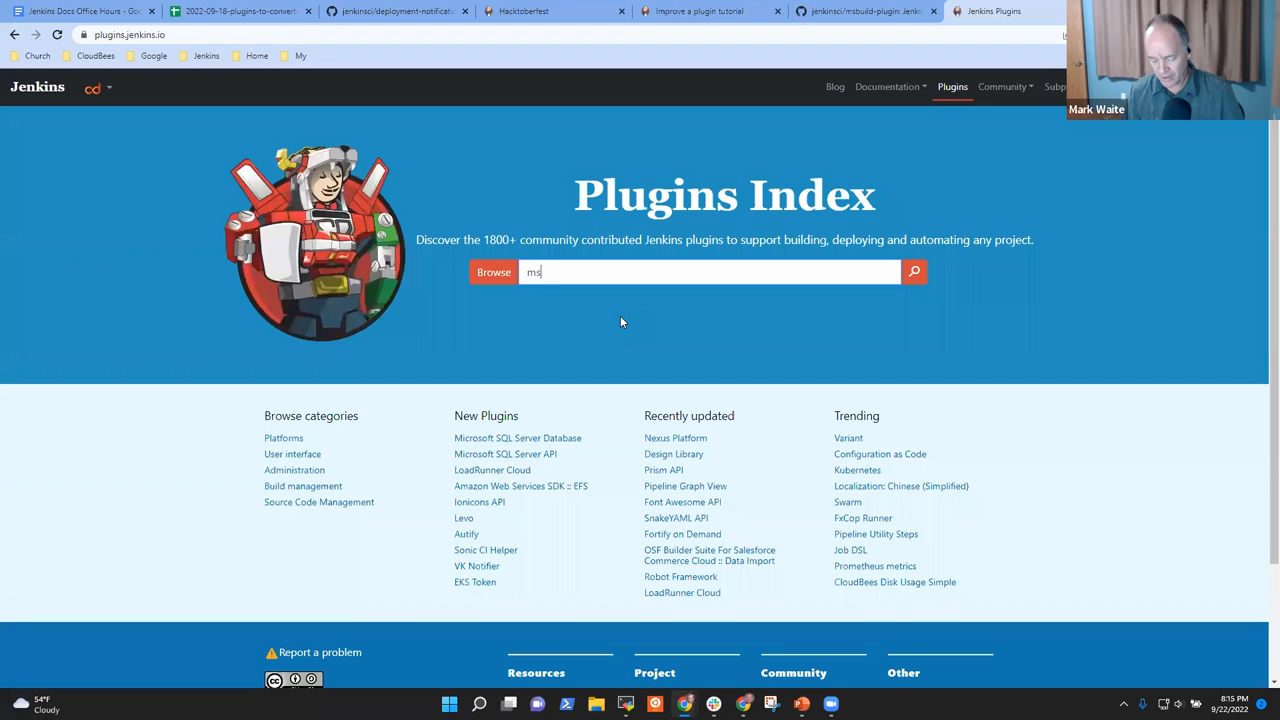 Jenkins Docs Office Hours - Go
2022-09-18-plugins-to-convert-
jenkinsci/deployment-notificatio
Hacktoberfest
Improve a plugin tutorial
jenkinsci/msbuild-plugin: Jenki
Jenkins Plugins
plugins.jenkins.io
Church
CloudBees
Google
Jenkins
Home
My
Jenkins
cd
Blog
Documentation
Plugins
Community
Subp
Mark Waite
Plugins Index
Discover the 1800+ community contributed Jenkins plugins to support building, deploying and automating any project.
Browse
ms
Browse categories
Platforms
User interface
Administration
Build management
Source Code Management
New Plugins
Microsoft SQL Server Database
Microsoft SQL Server API
LoadRunner Cloud
Amazon Web Services SDK :: EFS
Ionicons API
Levo
Autify
Sonic CI Helper
VK Notifier
EKS Token
Recently updated
Nexus Platform
Design Library
Prism API
Pipeline Graph View
Font Awesome API
SnakeYAML API
Fortify on Demand
OSF Builder Suite For Salesforce
Commerce Cloud :: Data Import
Robot Framework
LoadRunner Cloud
Trending
Variant
Configuration as Code
Kubernetes
Localization: Chinese (Simplified)
Swarm
FxCop Runner
Pipeline Utility Steps
Job DSL
Prometheus metrics
CloudBees Disk Usage Simple
Report a problem
Resources
Project
Community
Other
54°F
Cloudy
8:15 PM
9/22/2022